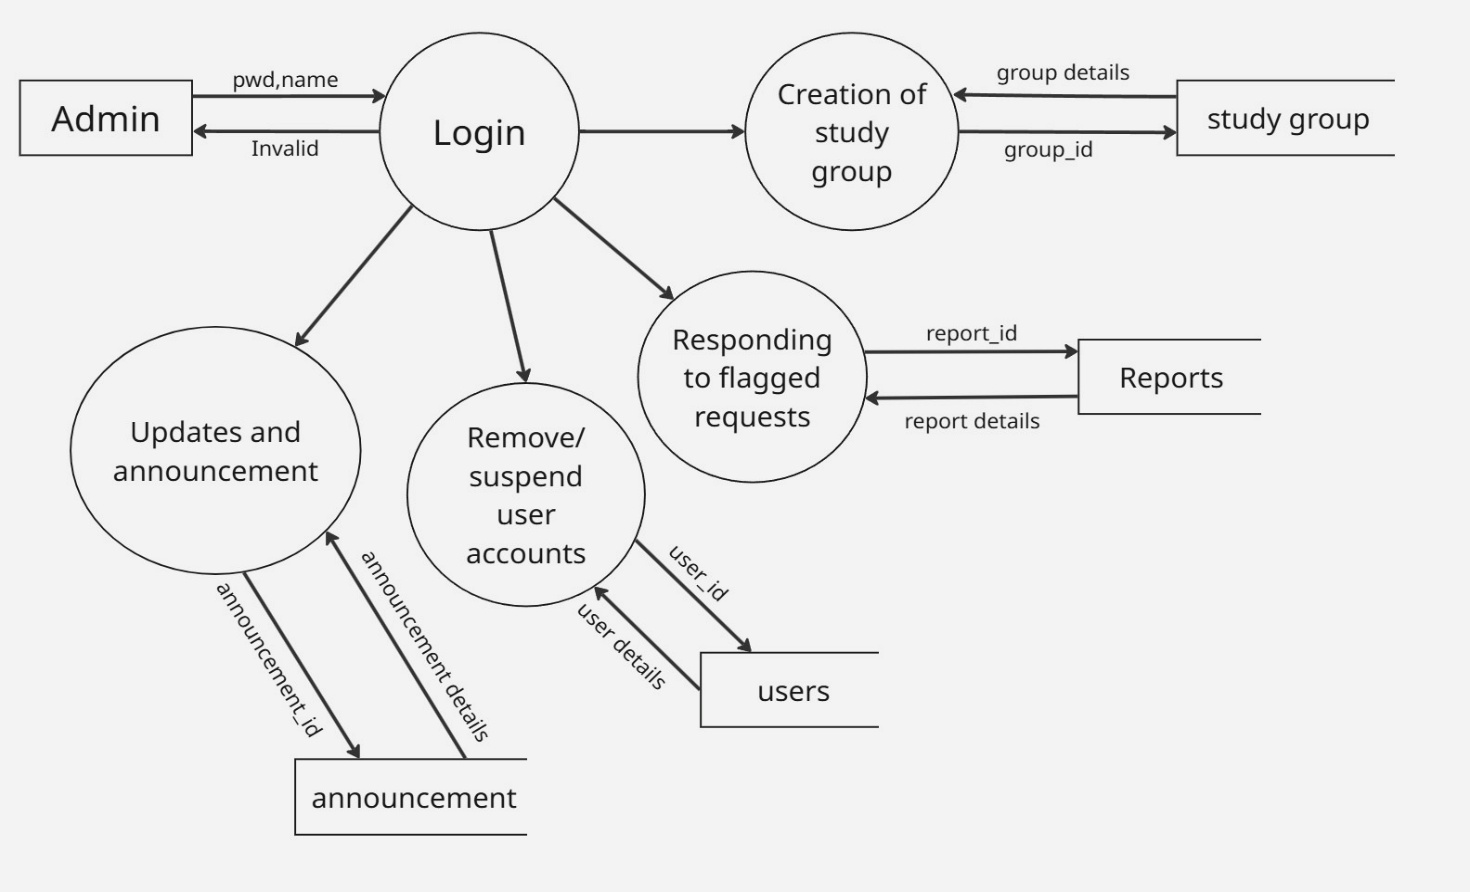 pwd,name
Admin
Invalid
Login
Creation of
study
group
group details
group_id
study group
Responding
to flagged
requests
report_id
report details
Reports
Updates and
announcement
Remove/
suspend
user
accounts
user_id
user details
users
announcement_id
announcement details
announcement